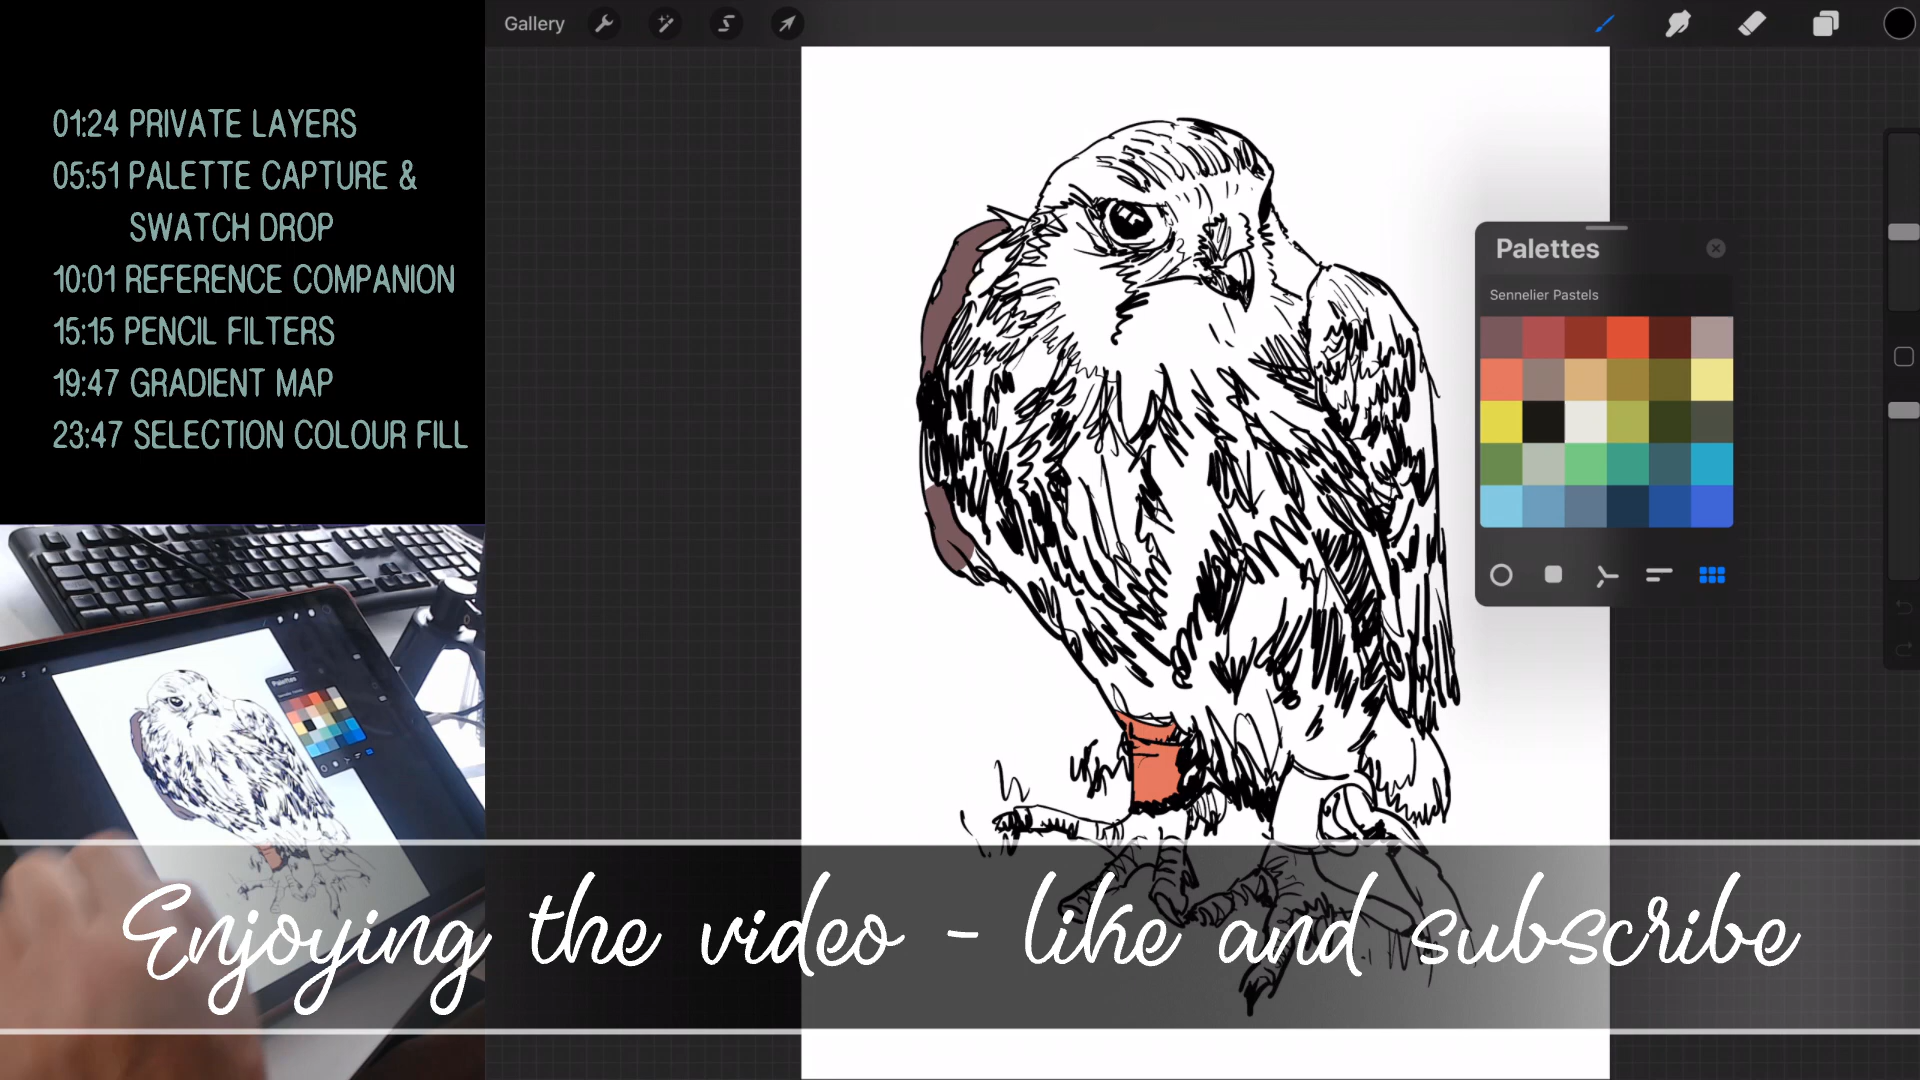 Gallery
01:24 PRIVATE LAYERS
05:51 PALETTE CAPTURE &
SWATCH DROP
10:01 REFERENCE COMPANION
15:15 PENCIL FILTERS
19:47 GRADIENT MAP
23:47 SELECTION COLOUR FILL
Palettes
Sennelier Pastels
Palettes
Enjoying the video - like and subscribe